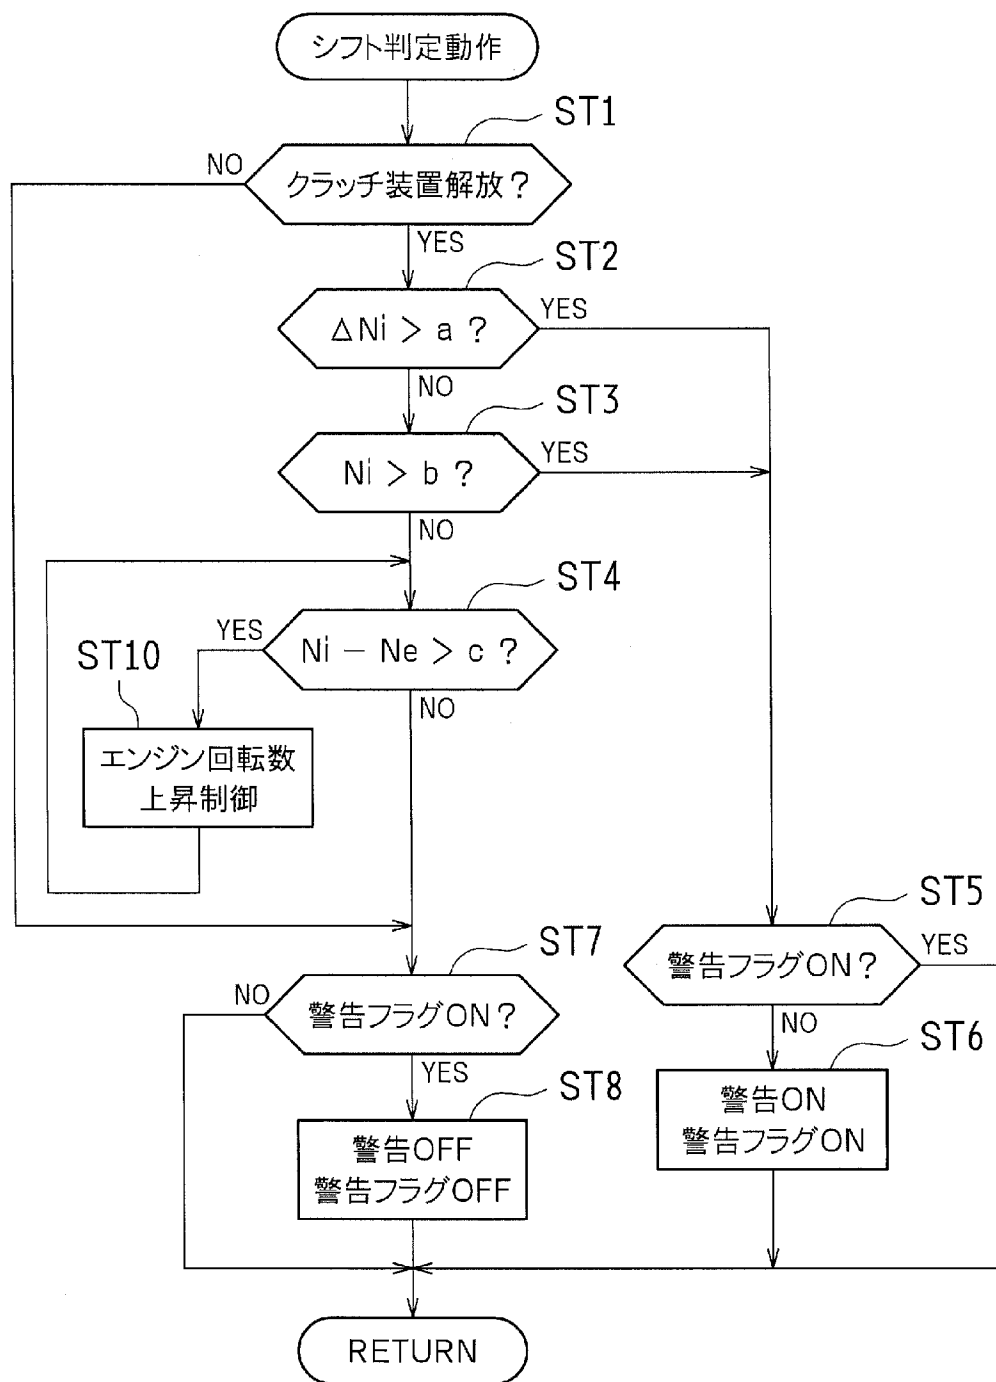 シフト判定動作
ST1
NO
クラッチ装置解放？
YES
ST2
ΔNi > a ?
YES
NO
ST3
Ni > b ?
YES
NO
ST4
YES
Ni − Ne > c ?
ST10
NO
エンジン回転数
上昇制御
ST5
ST7
警告フラグON？
YES
NO
警告フラグON？
NO
ST6
YES
ST8
警告ON
警告フラグON
警告OFF
警告フラグOFF
RETURN